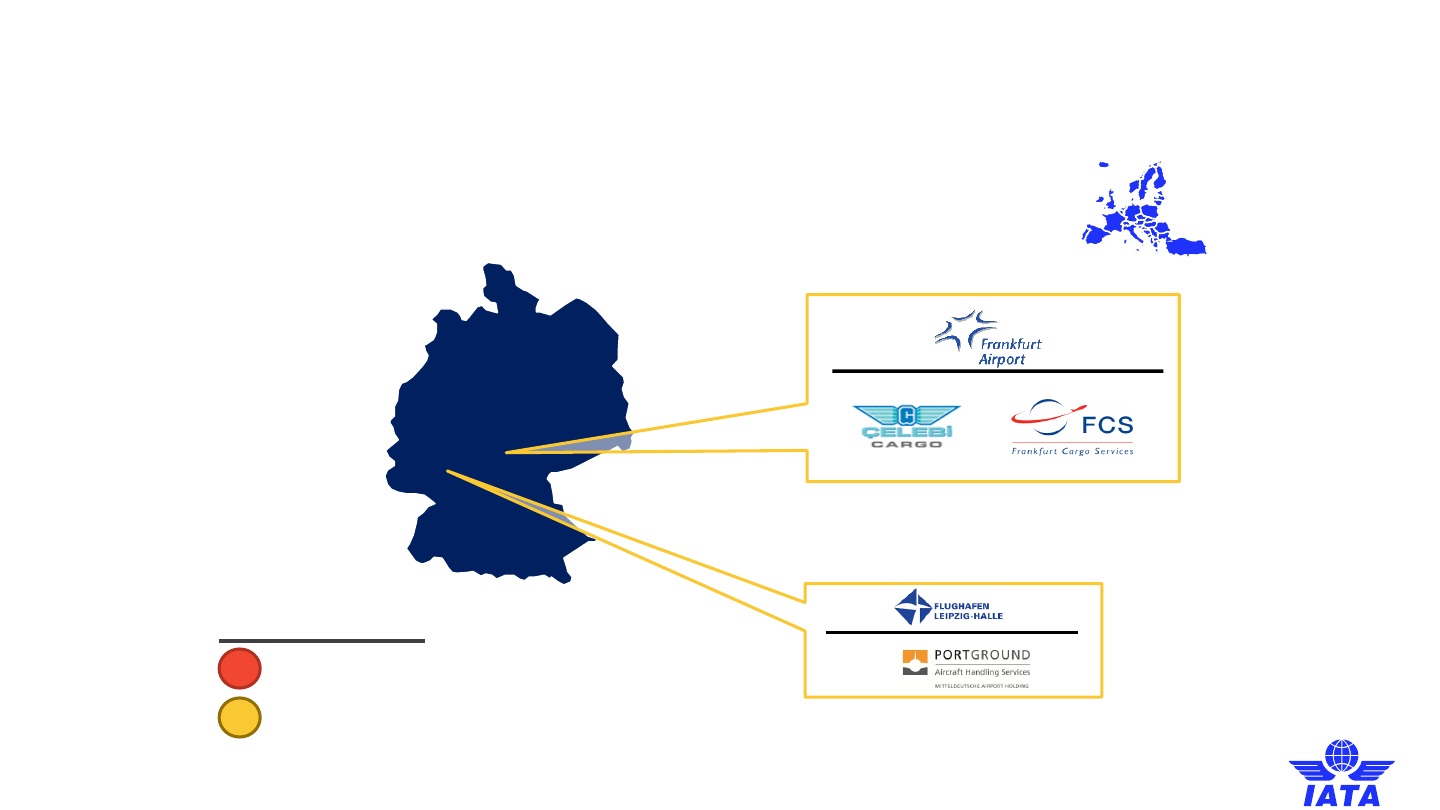 Frankfurt
Airport
ÇELEBİ
CARGO
FCS
Frankfurt Cargo Services
FLUGHAFEN
LEIPZIG-HALLE
PORTGROUND
Aircraft Handling Services
MITTELDEUTSCHE AIRPORT HOLDING
IATA